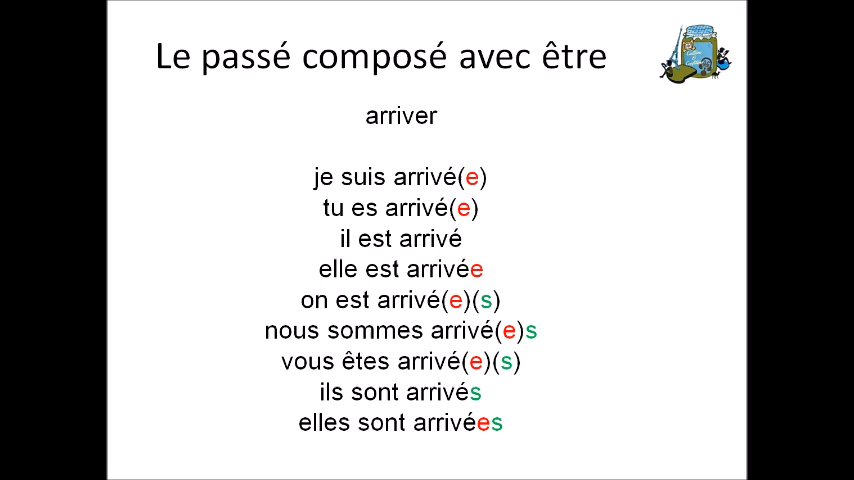 Le passé composé avec être
arriver
je suis arrivé(e)
tu es arrivé(e)
il est arrivé
elle est arrivée
on est arrivé(e)(s)
nous sommes arrivé(e)s
vous êtes arrivé(e)(s)
ils sont arrivés
elles sont arrivées